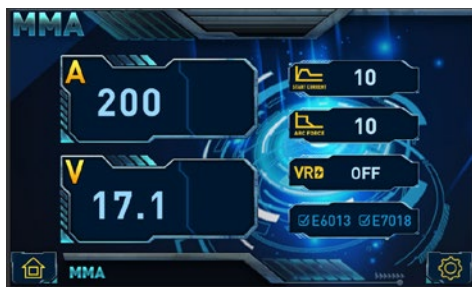 MMA
A
200
V
17.1
START CURRENT
10
ARC FORCE
10
VRD
OFF
E6013 E7018
MMA